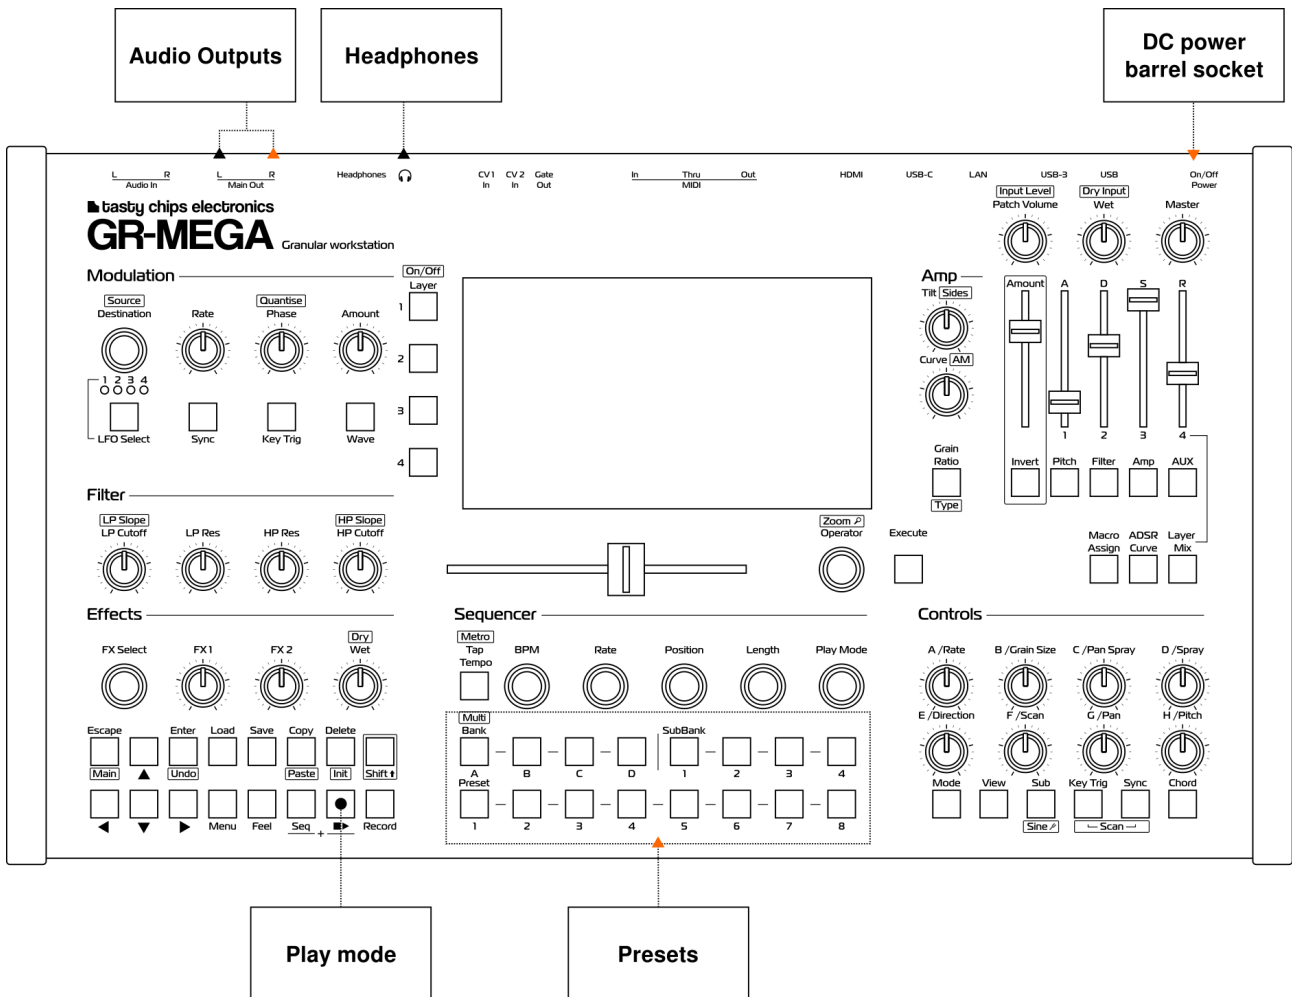 Audio Outputs
Headphones
DC power
barrel socket
L R
Audio In
L R
Main Out
Headphones
CV 1 CV 2 Gate
In In Out
In Thru Out
MIDI
HDMI
USB-C
LAN
USB-3
USB
On/Off
Power
tasty chips electronics
GR-MEGA Granular workstation
Input Level
Patch Volume
Dry Input
Wet
Master
Modulation
On/Off
Layer
1
2
3
4
Source
Destination
Rate
Quantise
Phase
Amount
1 2 3 4
LFO Select
Sync
Key Trig
Wave
Amp
Tilt Sides
Curve AM
Grain
Ratio
Type
Amount A D S R
1 2 3 4
Invert Pitch Filter Amp AUX
Macro
Assign
ADSR
Curve
Layer
Mix
Filter
LP Slope
LP Cutoff
LP Res
HP Res
HP Slope
HP Cutoff
Zoom
Operator
Execute
Effects
FX Select
FX 1
FX 2
Dry
Wet
Sequencer
Metro
Tap
Tempo
BPM
Rate
Position
Length
Play Mode
Controls
A /Rate
B /Grain Size
C /Pan Spray
D /Spray
E /Direction
F /Scan
G /Pan
H /Pitch
Mode
View
Sub
Key Trig
Sync
Chord
Sine
Scan
Escape
Enter
Load
Save
Copy
Delete
Main
Undo
Paste
Init
Shift
Menu
Feel
Seq
+
Record
Multi
Bank
SubBank
A B C D 1 2 3 4
Preset
1 2 3 4 5 6 7 8
Play mode
Presets